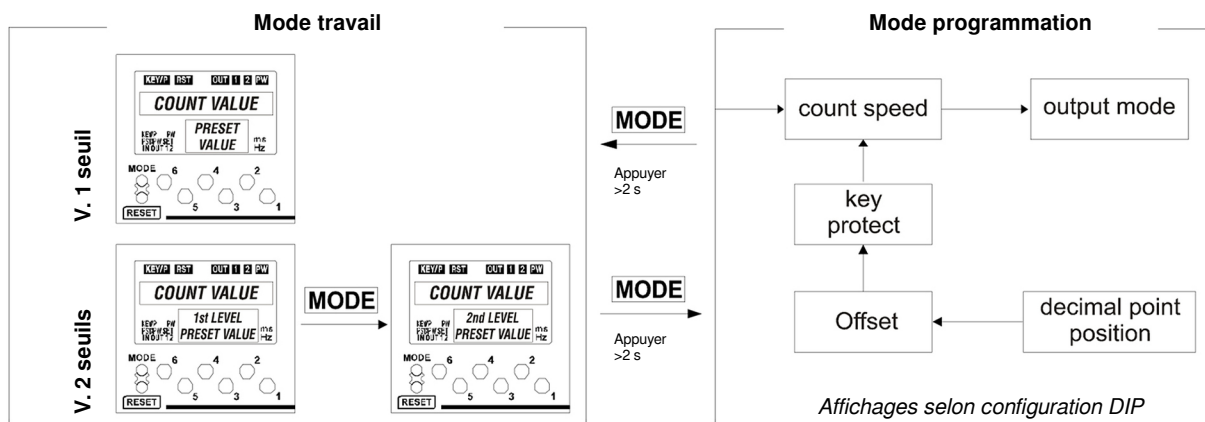 Mode travail
Mode programmation
V. 1 seuil
KEY/P RST OUT 1 2 PW
COUNT VALUE
PRESET
VALUE
ms
Hz
MODE 6 4 2
5 3 1
RESET
MODE
Appuyer
>2 s
count speed
output mode
key
protect
V. 2 seuils
KEY/P RST OUT 1 2 PW
COUNT VALUE
1st LEVEL
PRESET VALUE
ms
Hz
MODE 6 4 2
5 3 1
RESET
MODE
KEY/P RST OUT 1 2 PW
COUNT VALUE
2nd LEVEL
PRESET VALUE
ms
Hz
MODE 6 4 2
5 3 1
RESET
MODE
Appuyer
>2 s
Offset
decimal point
position
Affichages selon configuration DIP